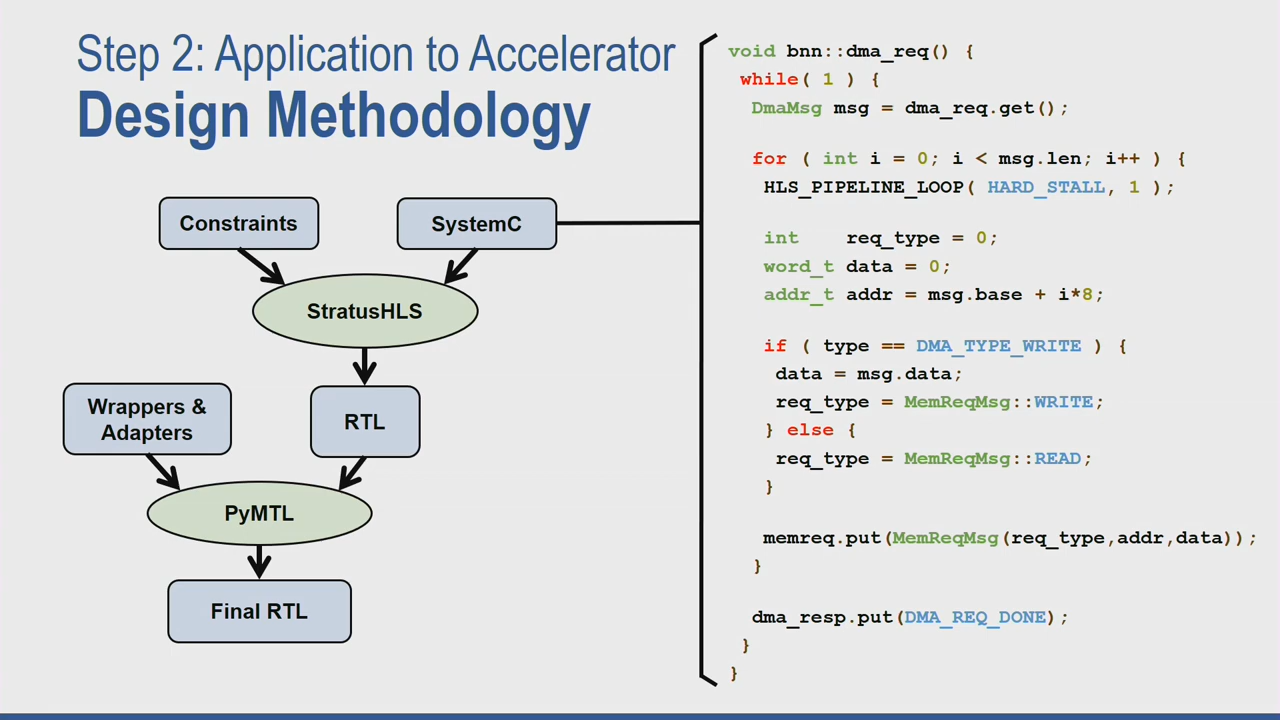 Step 2: Application to Accelerator
Design Methodology
Constraints
SystemC
StratusHLS
Wrappers &
Adapters
RTL
PyMTL
Final RTL
void bnn::dma_req() {
while( 1 ) {
DmaMsg msg = dma_req.get();
for ( int i = 0; i < msg.len; i++ ) {
HLS_PIPELINE_LOOP( HARD_STALL, 1 );
int    req_type = 0;
word_t data = 0;
addr_t addr = msg.base + i*8;
if ( type == DMA_TYPE_WRITE ) {
data = msg.data;
req_type = MemReqMsg::WRITE;
} else {
req_type = MemReqMsg::READ;
}
memreq.put(MemReqMsg(req_type,addr,data));
}
dma_resp.put(DMA_REQ_DONE);
}
}